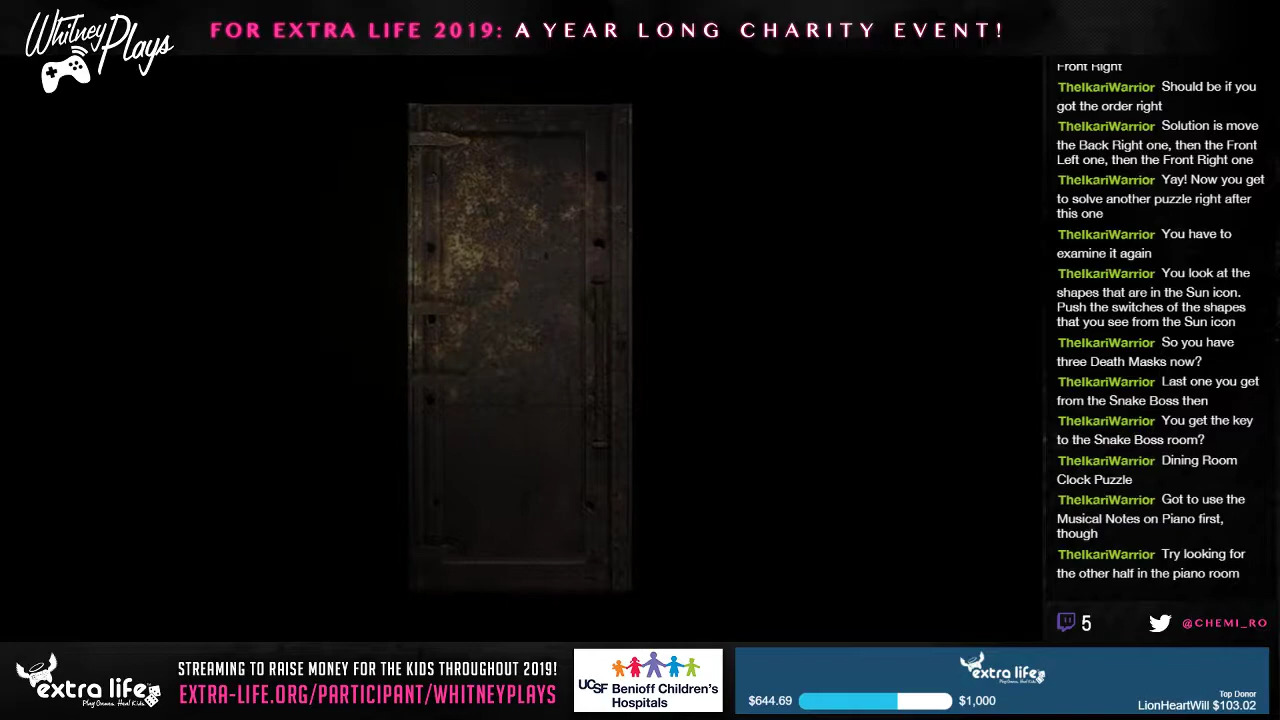 Whitney Plays
FOR EXTRA LIFE 2019: A YEAR LONG CHARITY EVENT!
Front Right
TheIkariWarrior Should be if you
got the order right
TheIkariWarrior Solution is move
the Back Right one, then the Front
Left one, then the Front Right one
TheIkariWarrior Yay! Now you get
to solve another puzzle right after
this one
TheIkariWarrior You have to
examine it again
TheIkariWarrior You look at the
shapes that are in the Sun icon.
Push the switches of the shapes
that you see from the Sun icon
TheIkariWarrior So you have
three Death Masks now?
TheIkariWarrior Last one you get
from the Snake Boss then
TheIkariWarrior You get the key
to the Snake Boss room?
TheIkariWarrior Dining Room
Clock Puzzle
TheIkariWarrior Got to use the
Musical Notes on Piano first,
though
TheIkariWarrior Try looking for
the other half in the piano room
5
@CHEMI_RO
extra life
Play Games. Heal Kids.
STREAMING TO RAISE MONEY FOR THE KIDS THROUGHOUT 2019!
EXTRA-LIFE.ORG/PARTICIPANT/WHITNEYPLAYS
UCSF Benioff Children's
Hospitals
extra life
Play Games. Heal Kids.
$644.69
$1,000
Top Donor
LionHeartWill $103.02